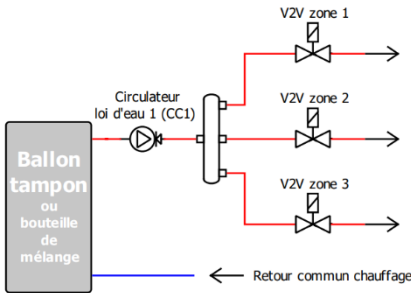 V2V zone 1
Circulateur
loi d'eau 1 (CC1)
V2V zone 2
Ballon
tampon
ou
bouteille
de
mélange
V2V zone 3
Retour commun chauffage